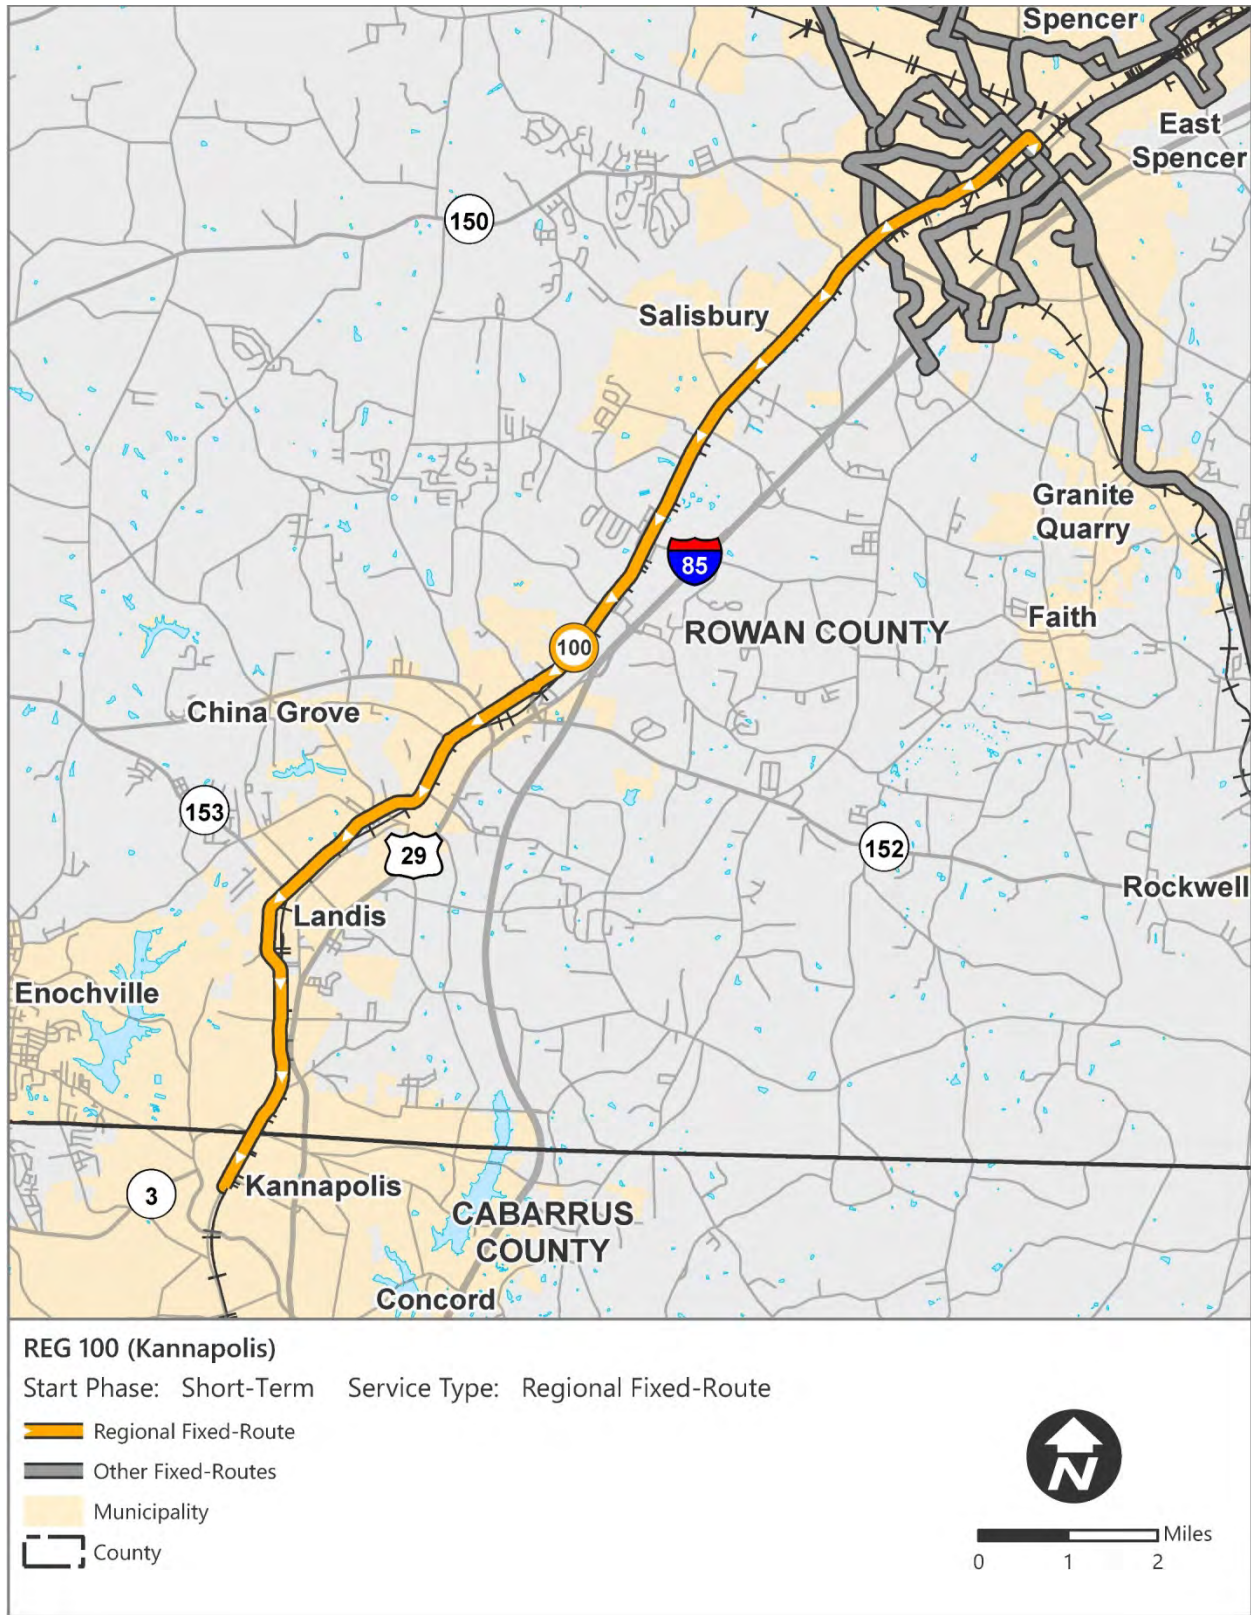 Spencer
East
Spencer
150
Salisbury
Granite
Quarry
85
Faith
ROWAN COUNTY
100
China Grove
153
29
152
Rockwell
Landis
Enochville
3
Kannapolis
CABARRUS
COUNTY
Concord
REG 100 (Kannapolis)
Start Phase: Short-Term Service Type: Regional Fixed-Route
Regional Fixed-Route
Other Fixed-Routes
Municipality
County
N
Miles
0 1 2